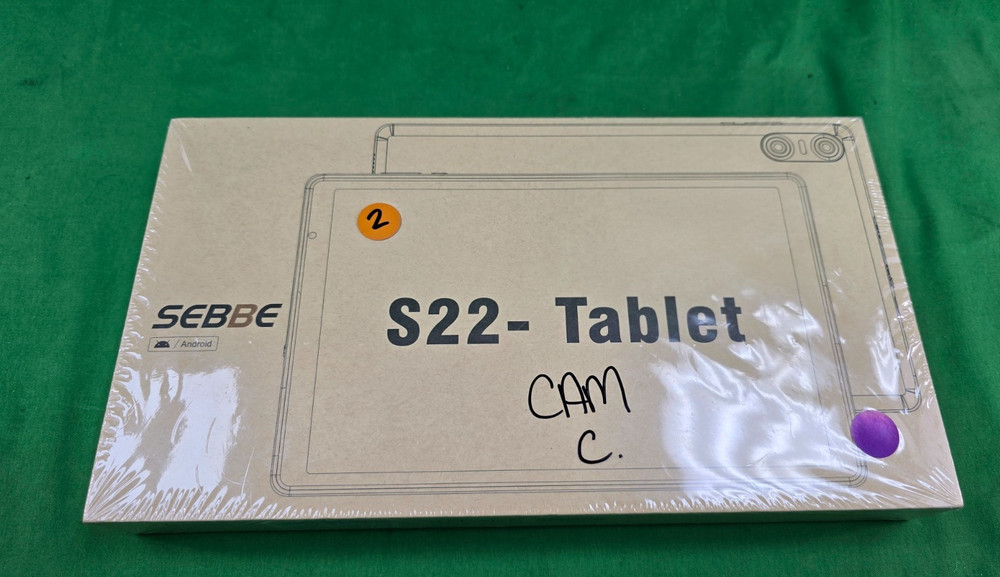 2
SEBBE
/ Android
S22- Tablet
CAM
C.